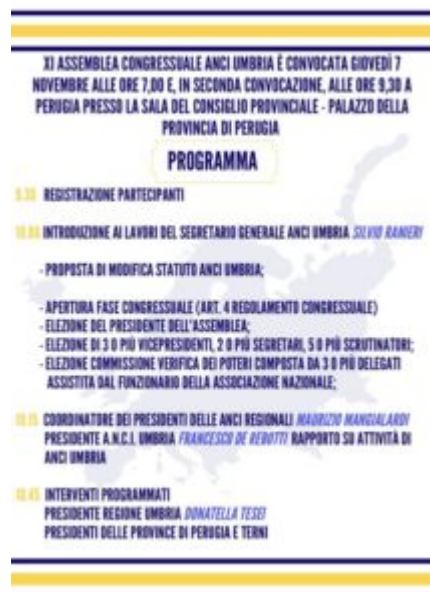 XI ASSEMBLEA CONGRESSUALE ANCI UMBRIA È CONVOCATA GIOVEDÌ 7
NOVEMBRE ALLE ORE 7,00 E, IN SECONDA CONVOCAZIONE, ALLE ORE 9,30 A
PERUGIA PRESSO LA SALA DEL CONSIGLIO PROVINCIALE - PALAZZO DELLA
PROVINCIA DI PERUGIA
PROGRAMMA
9.30 REGISTRAZIONE PARTECIPANTI
10.00 INTRODUZIONE AI LAVORI DEL SEGRETARIO GENERALE ANCI UMBRIA SILVIO RANIERI
- PROPOSTA DI MODIFICA STATUTO ANCI UMBRIA;
- APERTURA FASE CONGRESSUALE (ART. 4 REGOLAMENTO CONGRESSUALE)
- ELEZIONE DEL PRESIDENTE DELL'ASSEMBLEA;
- ELEZIONE DI 3 O PIÙ VICEPRESIDENTI, 2 O PIÙ SEGRETARI, 5 O PIÙ SCRUTINATORI;
- ELEZIONE COMMISSIONE VERIFICA DEI POTERI COMPOSTA DA 3 O PIÙ DELEGATI
ASSISTITA DAL FUNZIONARIO DELLA ASSOCIAZIONE NAZIONALE;
10.15 COORDINATORE DEI PRESIDENTI DELLE ANCI REGIONALI MAURIZIO MANGIALARDI
PRESIDENTE A.N.C.I. UMBRIA FRANCESCO DE REBOTTI RAPPORTO SU ATTIVITÀ DI
ANCI UMBRIA
10.45 INTERVENTI PROGRAMMATI
PRESIDENTE REGIONE UMBRIA DONATELLA TESEI
PRESIDENTI DELLE PROVINCE DI PERUGIA E TERNI